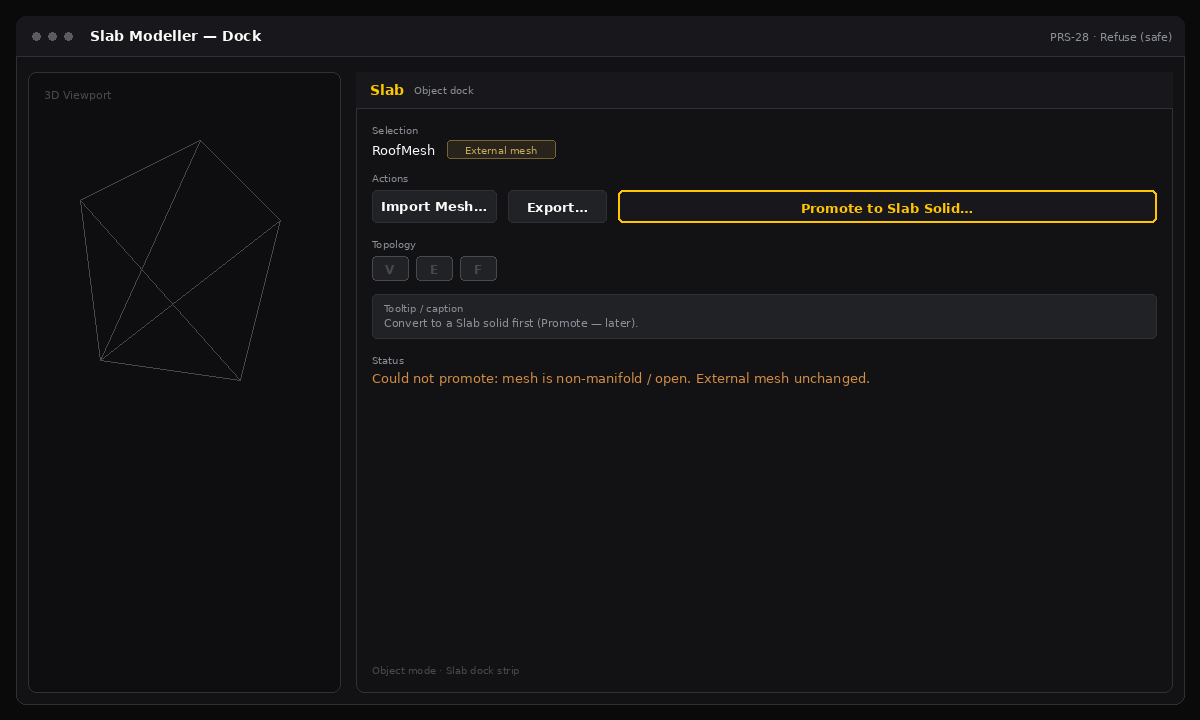 Slab Modeller — Dock
PRS-28 · Refuse (safe)
3D Viewport
Slab Object dock
Selection
RoofMesh External mesh
Actions
Import Mesh... Export... Promote to Slab Solid...
Topology
V E F
Tooltip / caption
Convert to a Slab solid first (Promote — later).
Status
Could not promote: mesh is non-manifold / open. External mesh unchanged.
Object mode · Slab dock strip